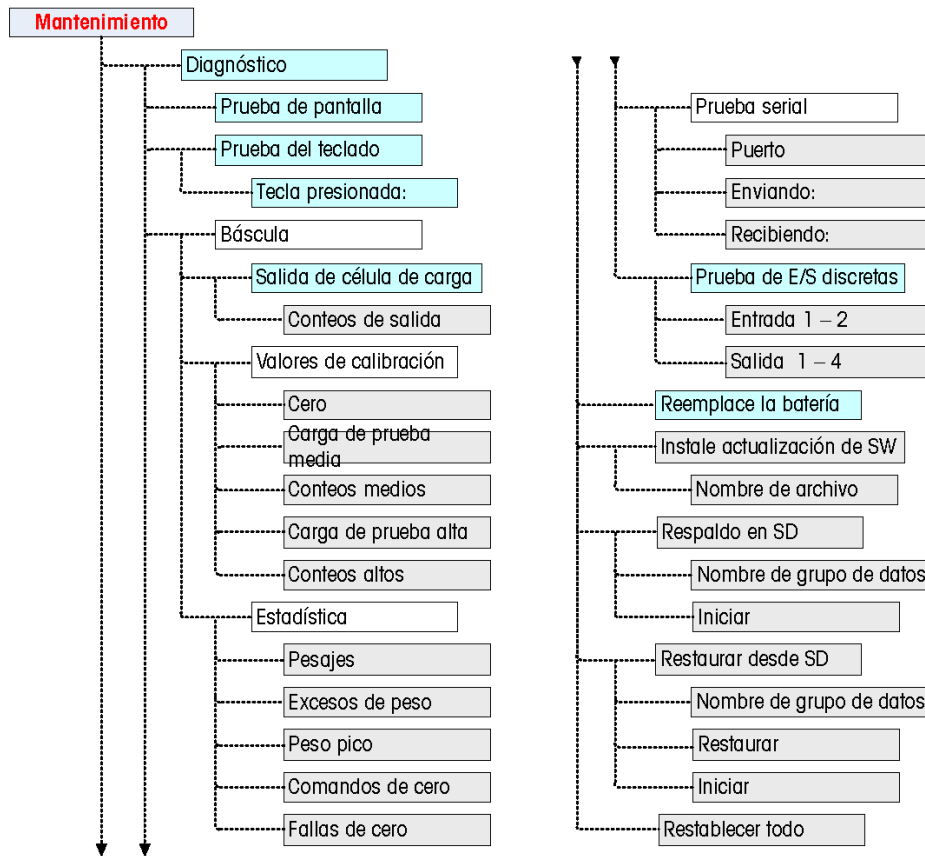 Mantenimiento
Diagnóstico
Prueba de pantalla
Prueba del teclado
Tecla presionada:
Báscula
Salida de célula de carga
Conteos de salida
Valores de calibración
Cero
Carga de prueba
media
Conteos medios
Carga de prueba alta
Conteos altos
Estadística
Pesajes
Excesos de peso
Peso pico
Comandos de cero
Fallas de cero
Prueba serial
Puerto
Enviando:
Recibiendo:
Prueba de E/S discretas
Entrada 1 – 2
Salida 1 – 4
Reemplace la batería
Instale actualización de SW
Nombre de archivo
Respaldo en SD
Nombre de grupo de datos
Iniciar
Restaurar desde SD
Nombre de grupo de datos
Restaurar
Iniciar
Restablecer todo